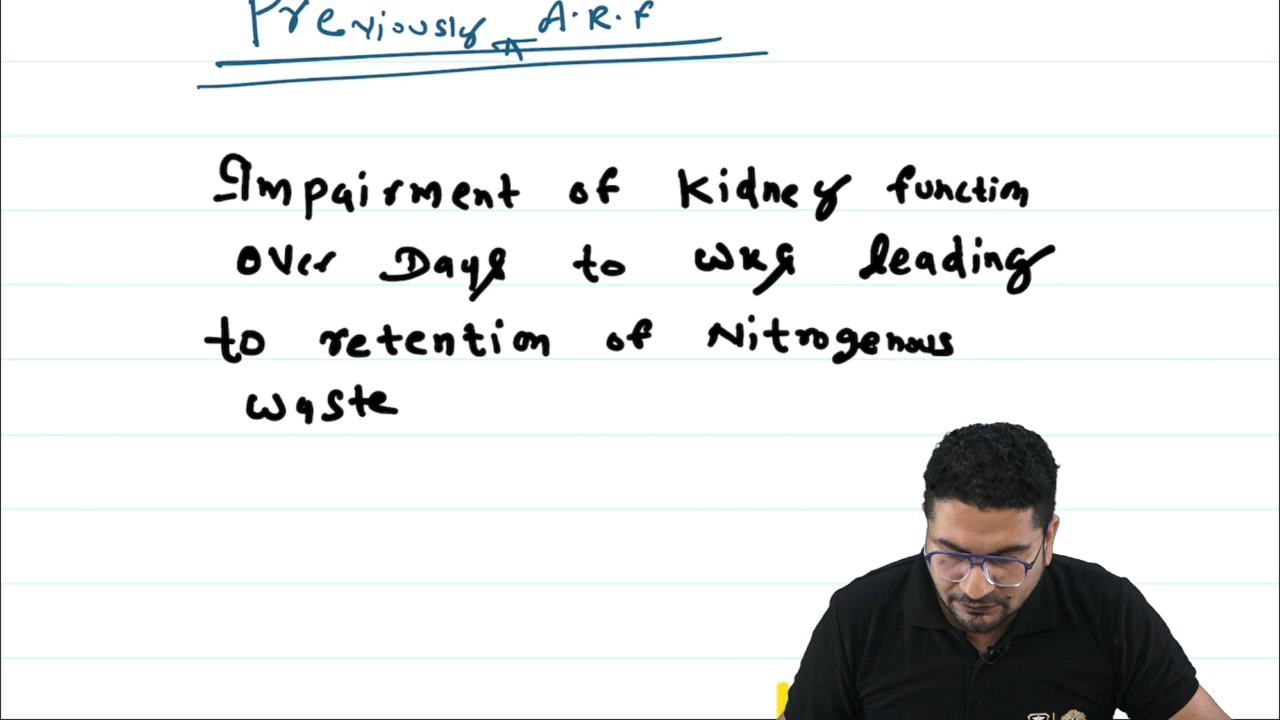 Previously A.R.F
Impairment of Kidney function
over Days to wks leading
to retention of Nitrogenous
waste